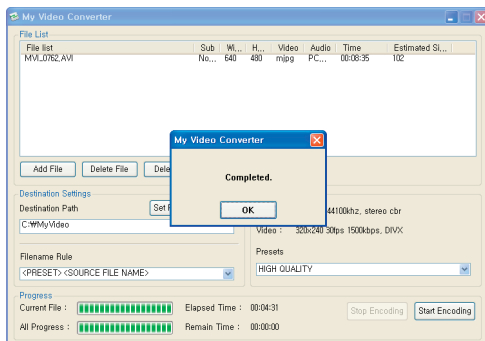 My Video Converter
File List
File list Sub Wi,,, H,,, Video Audio Time Estimated Si,,,
MVI_0762,AVI No,,, 640 480 mjpg PC,,, 00:08:35 102
My Video Converter
Completed.
OK
Add File Delete File Dele
Destination Settings
Destination Path Set
C:₩MyVideo
44100khz, stereo cbr
Video : 320x240 30fps 1500kbps, DIVX
Filename Rule
<PRESET> <SOURCE FILE NAME>
Presets
HIGH QUALITY
Progress
Current File : Elapsed Time : 00:04:31
All Progress : Remain Time : 00:00:00
Stop Encoding Start Encoding